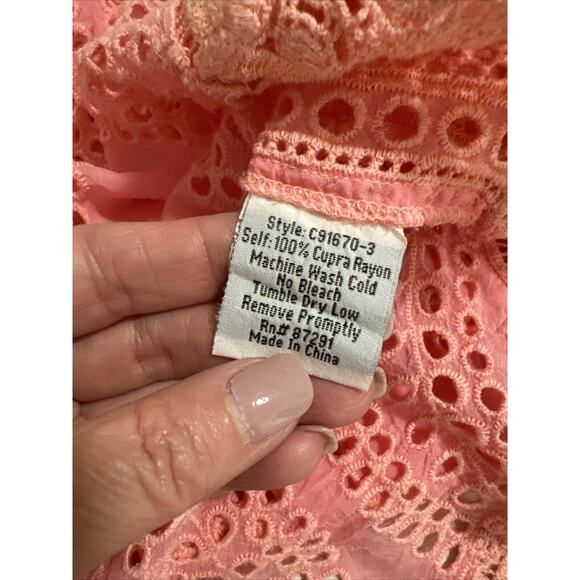 Style: C91670-3
Self: 100% Cupra Rayon
Machine Wash Cold
No Bleach
Tumble Dry Low
Remove Promptly
Rn# 87291
Made In China